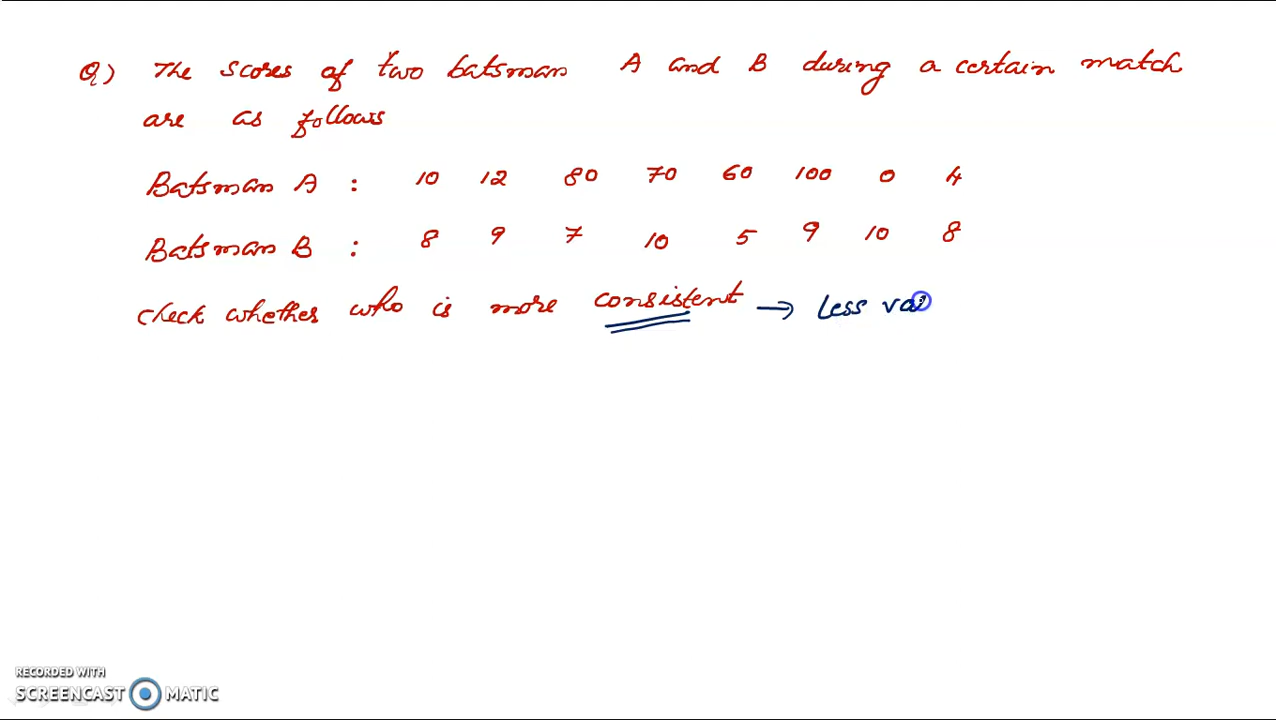 Q) The scores of two batsman A and B during a certain match
are as follows
Batsman A : 10 12 80 70 60 100 0 4
Batsman B : 8 9 7 10 5 9 10 8
check whether who is more consistent → Less va
RECORDED WITH
SCREENCAST MATIC